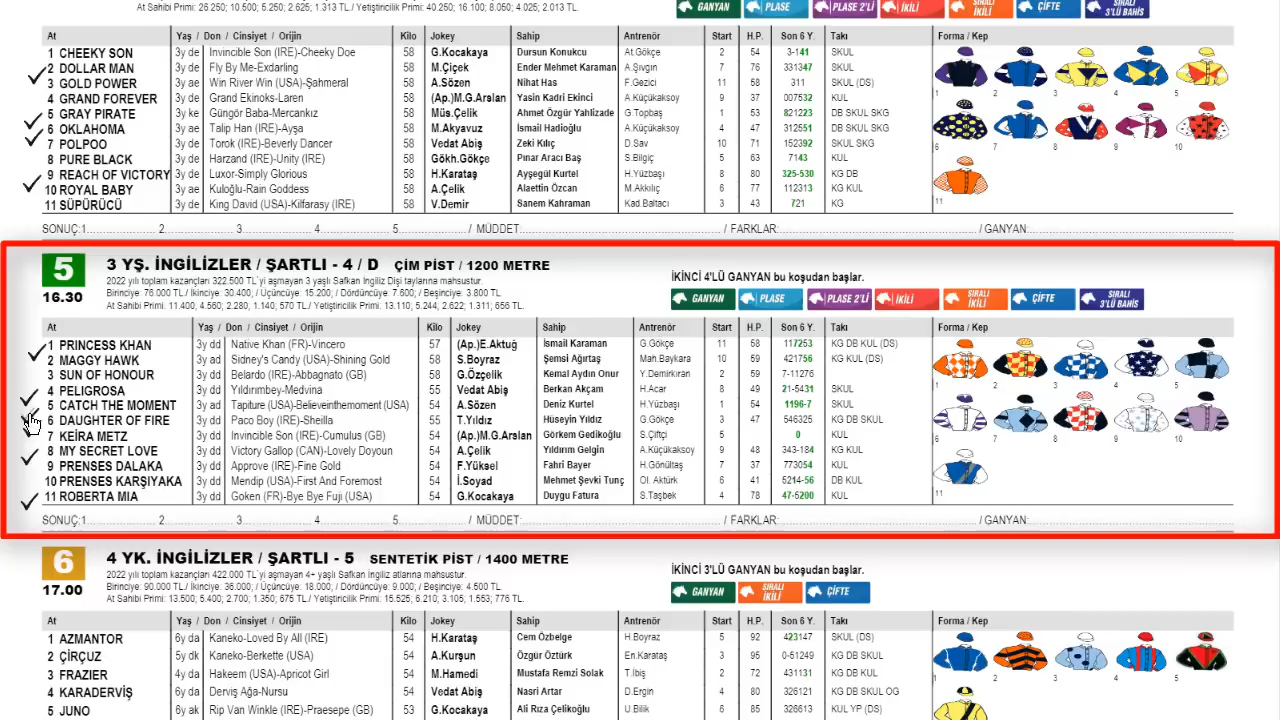 At Sahibi Primi: 26.250; 10.500; 5.250; 2.625; 1.313 TL./ Yetiştiricilik Primi: 40.250; 16.100; 8.050; 4.025; 2.013 TL.
GANYAN PLASE PLASE 2'Lİ İKİLİ SIRALI İKİLİ ÇİFTE 3'LÜ BAHİS
At Yaş / Don / Cinsiyet / Orijin Kilo Jokey Sahip Antrenör Start H.P. Son 6 Y. Takı Forma / Kep
1 CHEEKY SON 3y de Invincible Son (IRE)-Cheeky Doe 58 G.Kocakaya Dursun Konukcu At.Gökçe 2 54 3-141 SKUL
2 DOLLAR MAN 3y de Fly By Me-Exdarling 58 M.Çiçek Ender Mehmet Karaman A.Şıvgın 7 76 331347 SKUL
3 GOLD POWER 3y ae Win River Win (USA)-Şahmeral 58 A.Sözen Nihat Has F.Gezici 11 58 311 SKUL (DS)
4 GRAND FOREVER 3y de Grand Ekinoks-Laren 58 (Ap.)M.G.Arslan Yasin Kadri Ekinci A.Küçükaksoy 9 37 007532 KUL
5 GRAY PIRATE 3y ke Güngör Baba-Mercankız 58 Müs.Çelik Ahmet Özgür Yahlizade G.Topbaş 1 53 821223 DB SKUL SKG
6 OKLAHOMA 3y ae Talip Han (IRE)-Ayşa 58 M.Akyavuz İsmail Hadioğlu A.Küçükaksoy 4 47 312551 DB SKUL SKG
7 POLPOO 3y de Torok (IRE)-Beverly Dancer 58 Vedat Abiş Zeki Kılıç D.Sav 10 71 152392 SKUL SKG
8 PURE BLACK 3y de Harzand (IRE)-Unity (IRE) 58 Gökh.Gökçe Pınar Aracı Baş S.Bilgiç 5 63 7143 KUL
9 REACH OF VICTORY 3y de Luxor-Simply Glorious 58 H.Karataş Ayşegül Kurtel H.Yüzbaşı 8 80 325-530 KG DB
10 ROYAL BABY 3y ae Kuloğlu-Rain Goddess 58 A.Çelik Alaettin Özcan M.Akkılıç 6 77 112313 KG KUL
11 SÜPÜRÜCÜ 3y ae King David (USA)-Kilfarasy (IRE) 58 V.Demir Sanem Kahraman Kad.Baltacı 3 43 721 KG
1 2 3 4 5
6 7 8 9 10
11
SONUÇ:1 2 3 4 5 / MÜDDET: / FARKLAR: / GANYAN:
5 3 YŞ. İNGİLİZLER / ŞARTLI - 4 / D ÇİM PİST / 1200 METRE
16.30 2022 yılı toplam kazançları 322.500 TL'yi aşmayan 3 yaşlı Safkan İngiliz Dişi taylarına mahsustur.
Birinciye: 76.000 TL./ İkinciye: 30.400; / Üçüncüye: 15.200; / Dördüncüye: 7.600; / Beşinciye: 3.800 TL.
At Sahibi Primi: 11.400; 4.560; 2.280; 1.140; 570 TL./ Yetiştiricilik Primi: 13.110; 5.244; 2.622; 1.311; 656 TL.
İKİNCİ 4'LÜ GANYAN bu koşudan başlar.
GANYAN PLASE PLASE 2'Lİ İKİLİ SIRALI İKİLİ ÇİFTE SIRALI 3'LÜ BAHİS
At Yaş / Don / Cinsiyet / Orijin Kilo Jokey Sahip Antrenör Start H.P. Son 6 Y. Takı Forma / Kep
1 PRINCESS KHAN 3y dd Native Khan (FR)-Vincero 57 (Ap.)E.Aktuğ İsmail Karaman G.Gökçe 11 58 117253 KG DB KUL (DS)
2 MAGGY HAWK 3y ad Sidney's Candy (USA)-Shining Gold 58 S.Boyraz Şemsi Ağırtaş Mah.Baykara 10 59 421756 KG KUL (DS)
3 SUN OF HONOUR 3y dd Belardo (IRE)-Abbagnato (GB) 58 G.Özçelik Kemal Aydın Onur Y.Demirkıran 2 59 7-11276
4 PELIGROSA 3y dd Yıldırımbey-Medvina 55 Vedat Abiş Berkan Akçam H.Acar 8 49 21-5431 SKUL
5 CATCH THE MOMENT 3y ad Tapiture (USA)-Believeinthemoment (USA) 54 A.Sözen Deniz Kurtel H.Yüzbaşı 1 54 1196-7 SKUL
6 DAUGHTER OF FIRE 3y dd Paco Boy (IRE)-Sheilla 54 T.Yıldız Hüseyin Yıldız G.Gökçe 3 47 546325 KG DB SKUL
7 KEİRA METZ 3y dd Invincible Son (IRE)-Cumulus (GB) 54 (Ap.)M.G.Arslan Görkem Gedikoğlu S.Çiftçi 5 0 KUL
8 MY SECRET LOVE 3y dd Victory Gallop (CAN)-Lovely Doyoun 54 A.Çelik Yıldırım Gelgin A.Küçükaksoy 9 48 343-184 KG KUL
9 PRENSES DALAKA 3y dd Approve (IRE)-Fine Gold 54 F.Yüksel Fahri Bayer H.Gönültaş 7 37 773054 KUL
10 PRENSES KARŞIYAKA 3y dd Mendip (USA)-First And Foremost 54 İ.Soyad Mehmet Şevki Tunç Ol. Aktürk 6 41 5214-56 DB KUL
11 ROBERTA MIA 3y dd Goken (FR)-Bye Bye Fuji (USA) 54 G.Kocakaya Duygu Fatura S.Taşbek 4 78 47-5200 KUL
1 2 3 4 5
6 7 8 9 10
11
SONUÇ:1 2 3 4 5 / MÜDDET: / FARKLAR: / GANYAN:
6 4 YK. İNGİLİZLER / ŞARTLI - 5 SENTETİK PİST / 1400 METRE
17.00 2022 yılı toplam kazançları 422.000 TL'yi aşmayan 4+ yaşlı Safkan İngiliz atlarına mahsustur.
Birinciye: 90.000 TL./ İkinciye: 36.000; / Üçüncüye: 18.000; / Dördüncüye: 9.000; / Beşinciye: 4.500 TL.
At Sahibi Primi: 13.500; 5.400; 2.700; 1.350; 675 TL./ Yetiştiricilik Primi: 15.525; 6.210; 3.105; 1.553; 776 TL.
İKİNCİ 3'LÜ GANYAN bu koşudan başlar.
GANYAN SIRALI İKİLİ ÇİFTE
At Yaş / Don / Cinsiyet / Orijin Kilo Jokey Sahip Antrenör Start H.P. Son 6 Y. Takı Forma / Kep
1 AZMANTOR 6y da Kaneko-Loved By All (IRE) 54 H.Karataş Cem Özbelge H.Boyraz 5 92 423147 SKUL (DS)
2 ÇİRÇUZ 5y dk Kaneko-Berkette (USA) 54 A.Kurşun Özgür Öztürk En.Karataş 3 95 0-51249 KG DB SKUL
3 FRAZIER 4y da Hakeem (USA)-Apricot Girl 54 M.Hamedi Mustafa Remzi Solak T.İbiş 2 72 431131 KG DB KUL
4 KARADERVİŞ 6y da Derviş Ağa-Nursu 54 Vedat Abiş Nasri Artar D.Ergin 4 80 326121 KG DB SKUL OG
5 JUNO 6y ak Rip Van Winkle (IRE)-Praesepe (GB) 53 G.Kocakaya Ali Rıza Çelikoğlu U.Bilik 6 85 326613 KUL YP (DS)
1 2 3 4 5